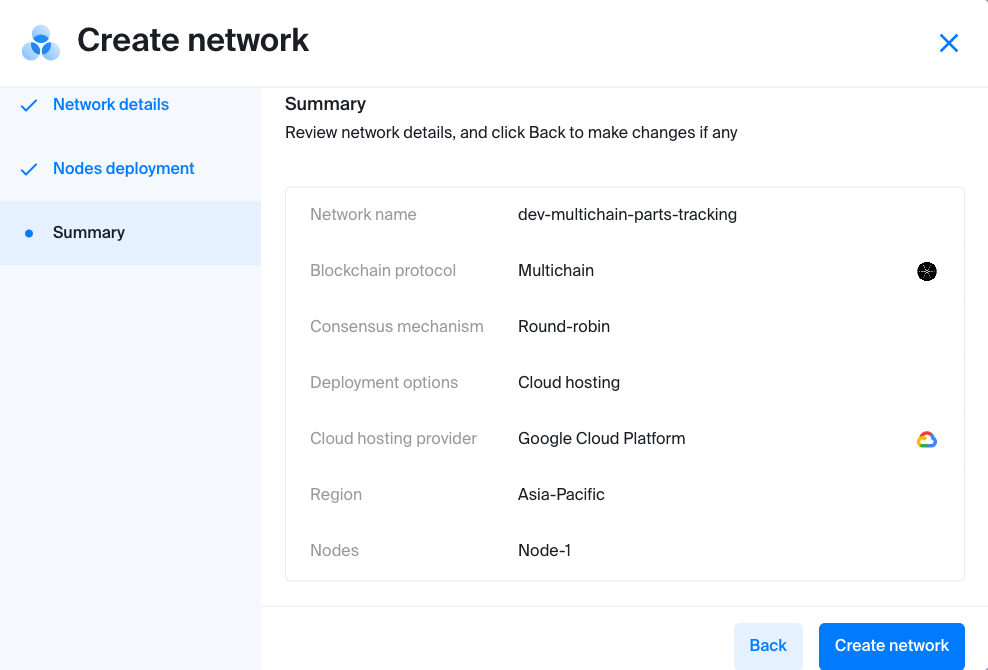 Create network
Network details
Nodes deployment
Summary
Summary
Review network details, and click Back to make changes if any
Network name dev-multichain-parts-tracking
Blockchain protocol Multichain
Consensus mechanism Round-robin
Deployment options Cloud hosting
Cloud hosting provider Google Cloud Platform
Region Asia-Pacific
Nodes Node-1
Back Create network